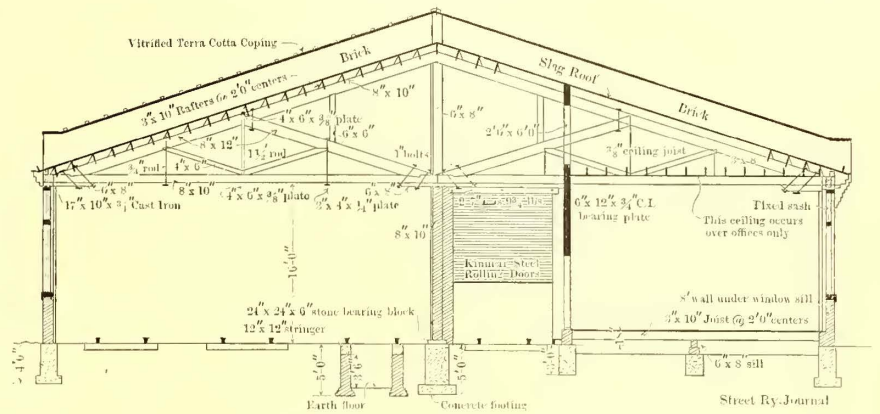 Vitrified Terra Cotta Coping
Brick
Slag Roof
Brick
3"x 10" Rafters @ 2'0" centers
8"x 10"
4"x 6"x 3/8" plate
6"x 6"
6"x 8"
2'6"x 6'0"
8"x 12"
1 1/2" rod
1" bolts
3/8" ceiling joist
3/4" rod
4"x 6"
6"x 8"
8"x 10"
4"x 6"x 3/8" plate
6"x 8"
17"x 10"x 3/4" Cast Iron
3"x 4"x 1/4" plate
6"x 12"x 3/4" C.I.
bearing plate
Fixed sash
This ceiling occurs
over offices only
8"x 10"
16'-0"
Kinnear Steel
Rolling Doors
24"x 24"x 6" stone bearing block
12"x 12" stringer
8" wall under window sill
3"x 10" Joist @ 2'0" centers
5'0"
3'6"
5'0"
6"x 8" sill
Earth floor
Concrete footing
Street Ry. Journal